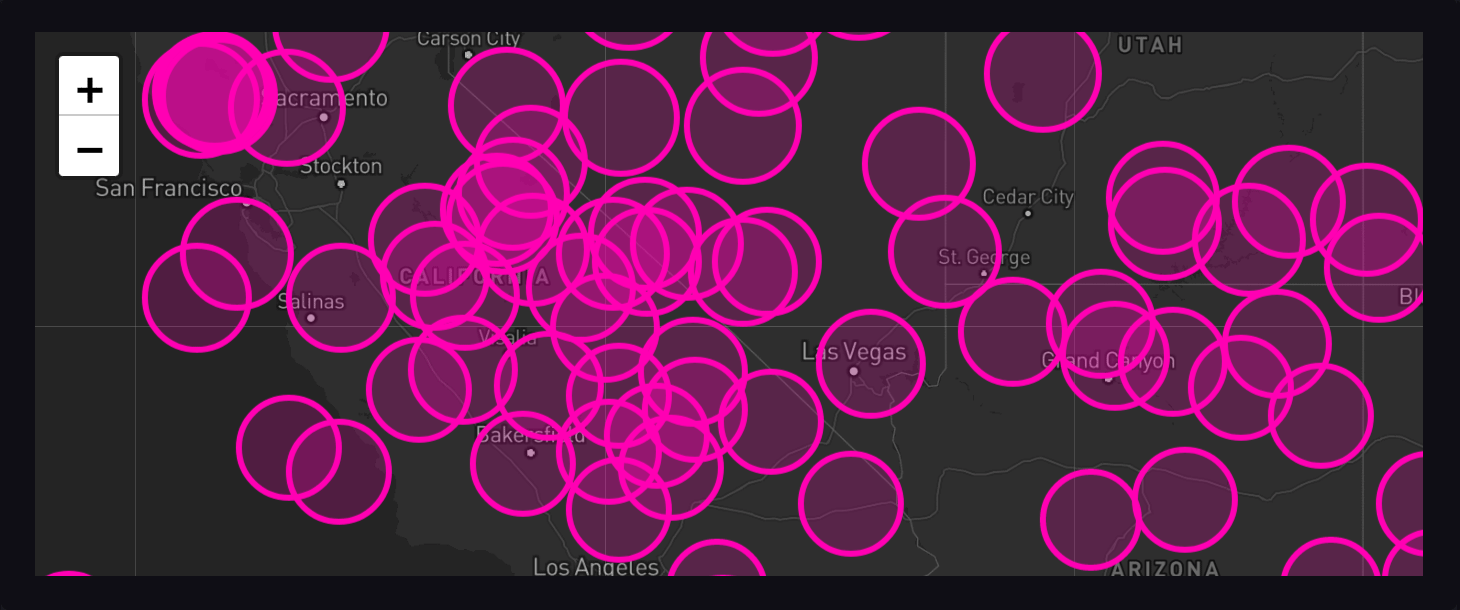 Carson City
UTAH
+
Sacramento
−
Stockton
San Francisco
Cedar City
St. George
CALIFORNIA
Salinas
Visalia
Las Vegas
Grand Canyon
Bakersfield
Los Angeles
ARIZONA